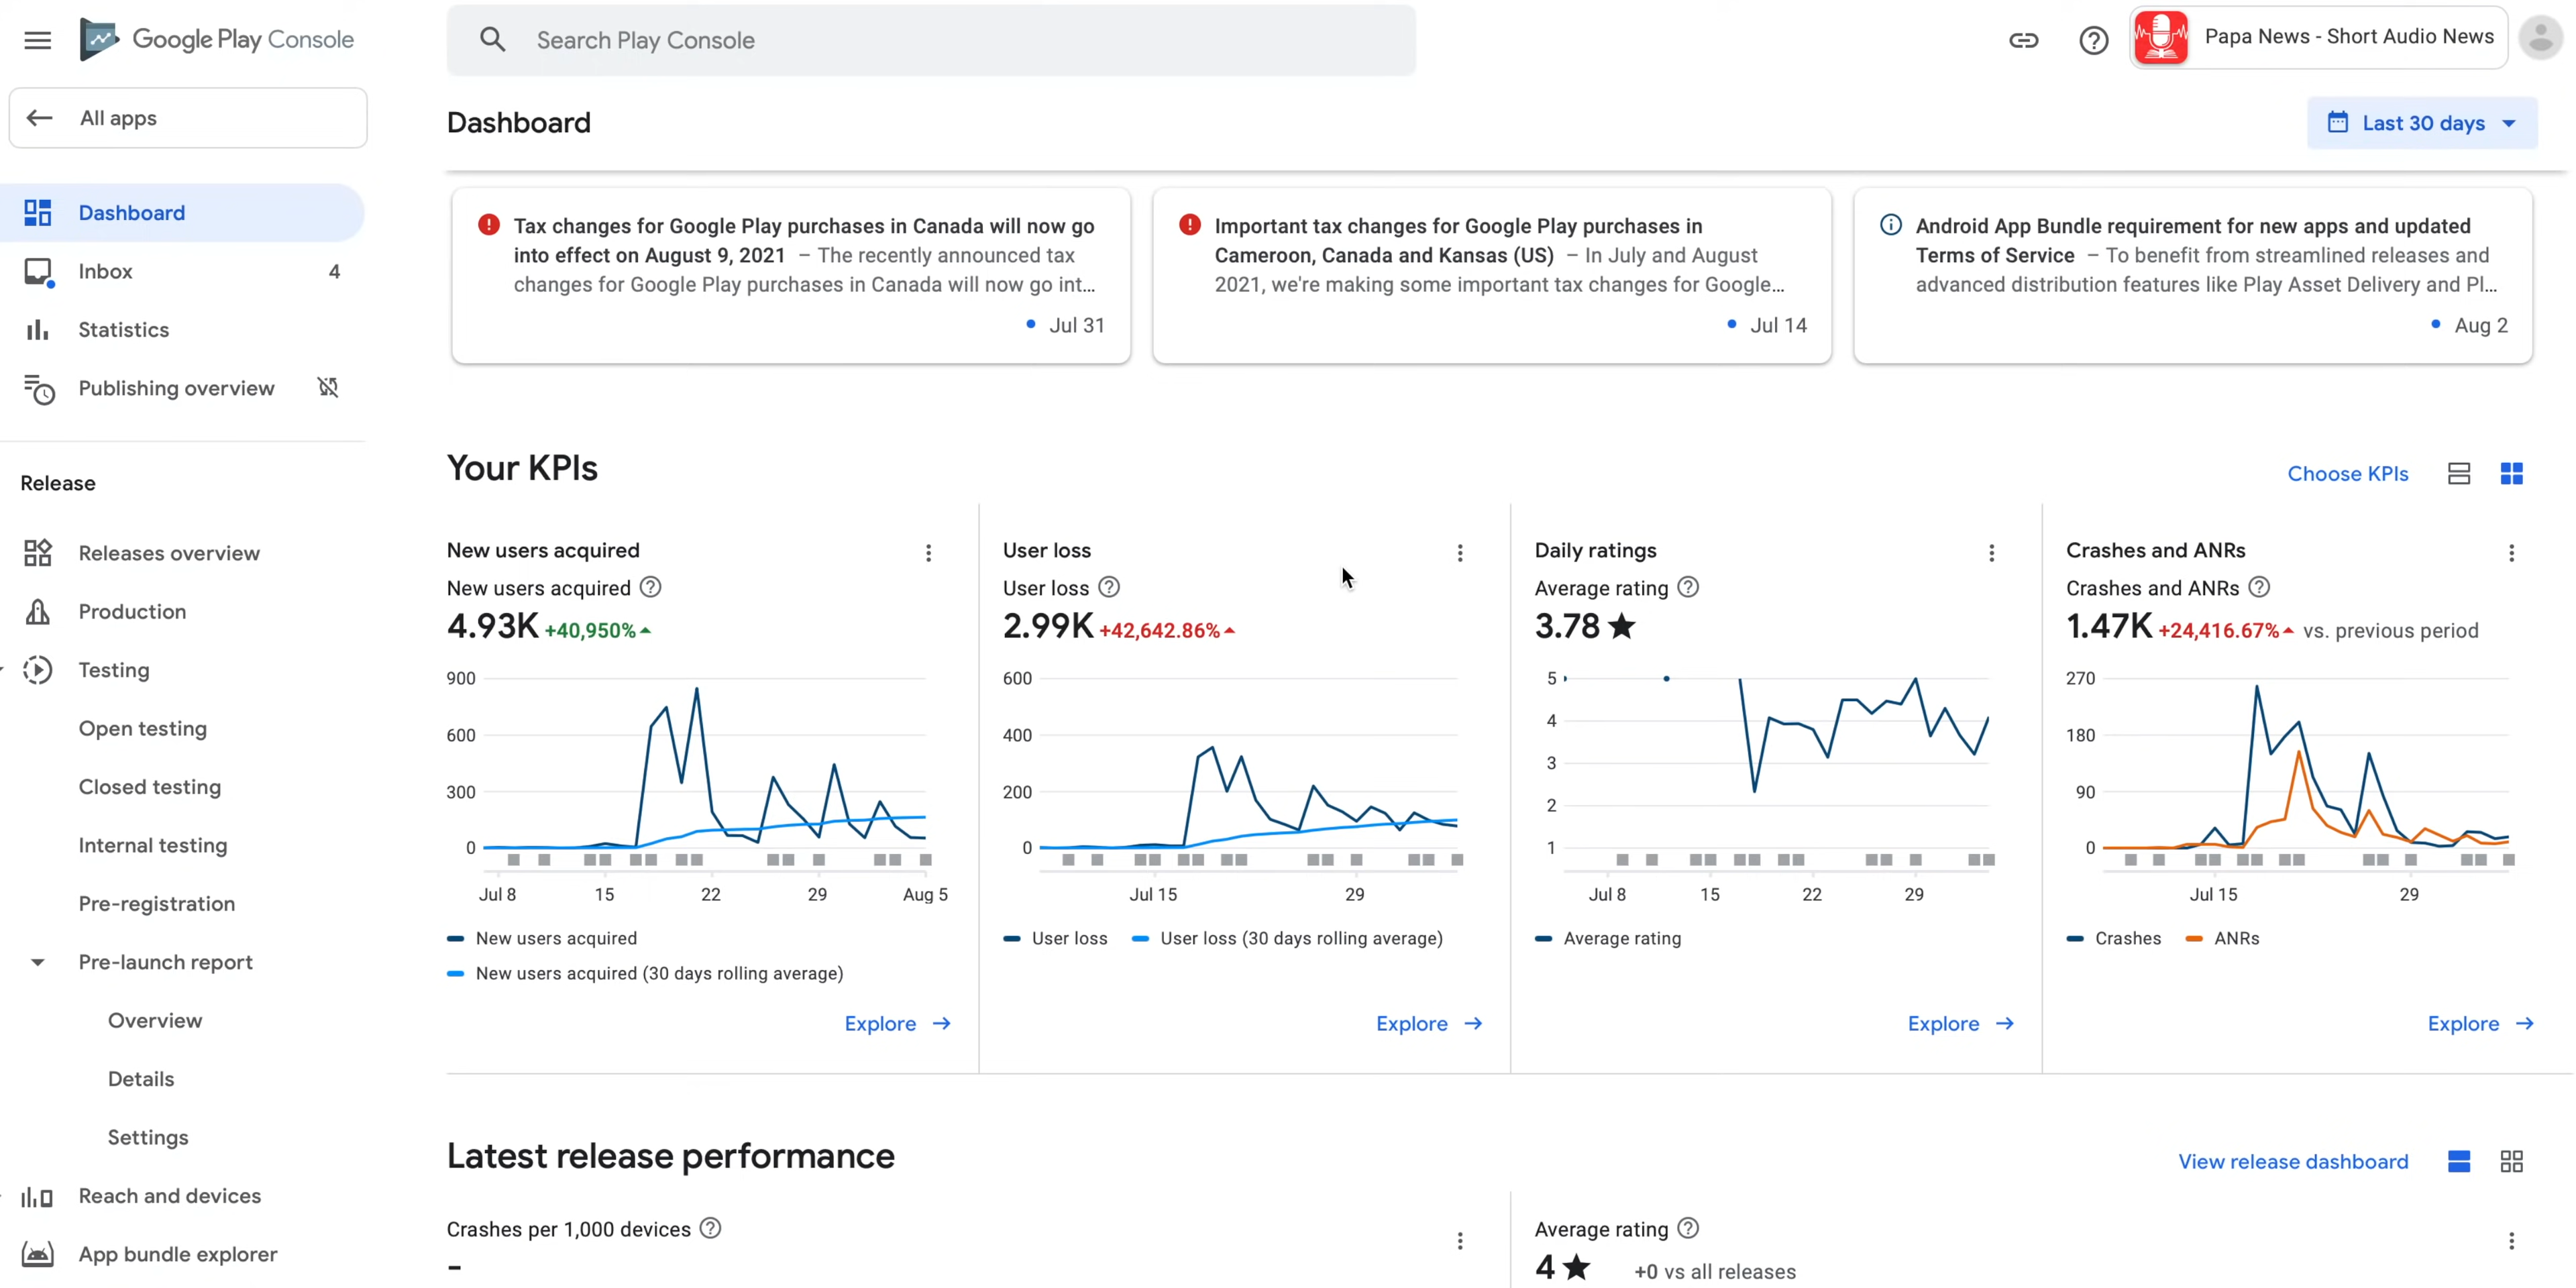 Google Play Console
Search Play Console
Papa News - Short Audio News
All apps
Dashboard
Inbox 4
Statistics
Publishing overview
Release
Releases overview
Production
Testing
Open testing
Closed testing
Internal testing
Pre-registration
Pre-launch report
Overview
Details
Settings
Reach and devices
App bundle explorer
Dashboard
Last 30 days
Tax changes for Google Play purchases in Canada will now go
into effect on August 9, 2021 – The recently announced tax
changes for Google Play purchases in Canada will now go int...
Jul 31
Important tax changes for Google Play purchases in
Cameroon, Canada and Kansas (US) – In July and August
2021, we're making some important tax changes for Google...
Jul 14
Android App Bundle requirement for new apps and updated
Terms of Service – To benefit from streamlined releases and
advanced distribution features like Play Asset Delivery and Pl...
Aug 2
Your KPIs
Choose KPIs
New users acquired
New users acquired
4.93K +40,950%
900
600
300
0
Jul 8 15 22 29 Aug 5
New users acquired
New users acquired (30 days rolling average)
Explore
User loss
User loss
2.99K +42,642.86%
600
400
200
0
Jul 15 29
User loss User loss (30 days rolling average)
Explore
Daily ratings
Average rating
3.78
5
4
3
2
1
Jul 8 15 22 29
Average rating
Explore
Crashes and ANRs
Crashes and ANRs
1.47K +24,416.67% vs. previous period
270
180
90
0
Jul 15 29
Crashes ANRs
Explore
Latest release performance
View release dashboard
Crashes per 1,000 devices
-
Average rating
4 +0 vs all releases